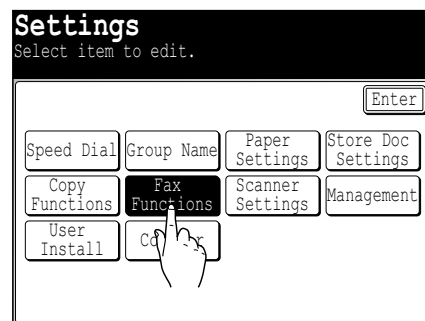 Settings
Select item to edit.
Enter
Speed Dial Group Name Paper Settings Store Doc Settings
Copy Functions Fax Functions Scanner Settings Management
User Install